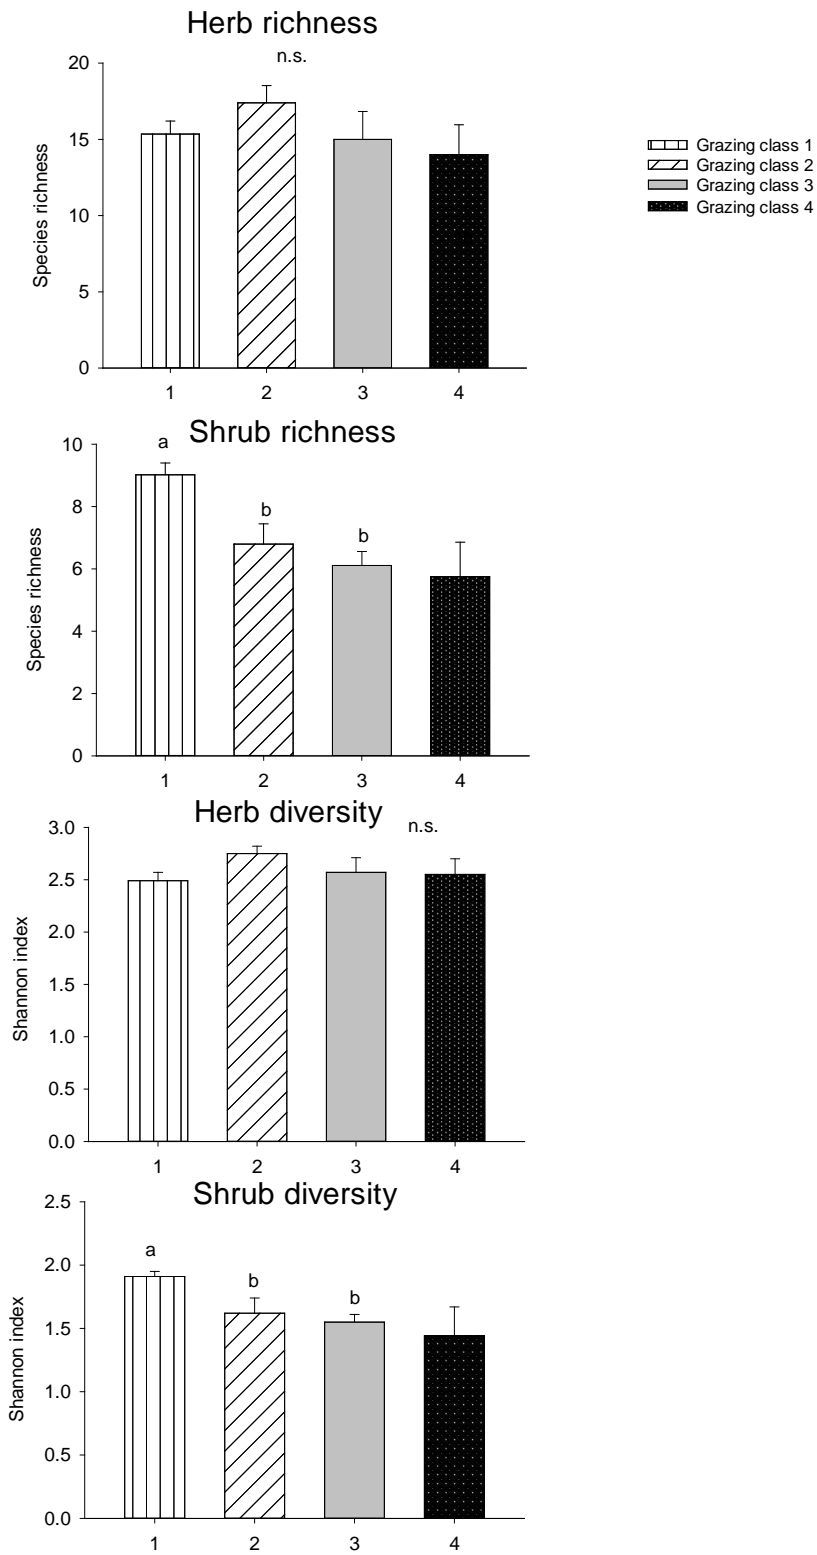 Herb richness
n.s.
20
15
10
5
0
Species richness
1 2 3 4
Grazing class 1
Grazing class 2
Grazing class 3
Grazing class 4
Shrub richness
a
b
b
10
8
6
4
2
0
Species richness
1 2 3 4
Herb diversity
n.s.
3.0
2.5
2.0
1.5
1.0
0.5
0.0
Shannon index
1 2 3 4
Shrub diversity
a
b
b
2.5
2.0
1.5
1.0
0.5
0.0
Shannon index
1 2 3 4